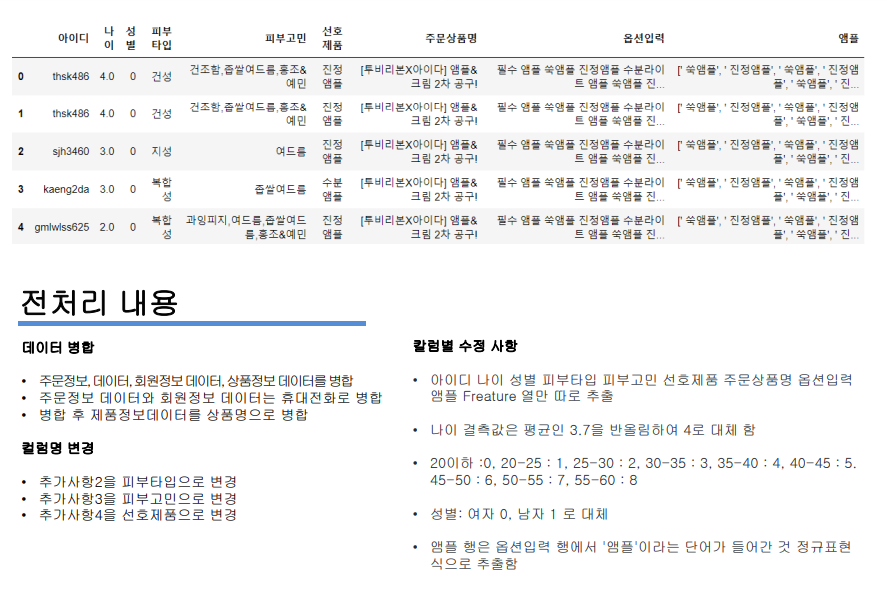 아이디 나이 성별 피부타입 피부고민 선호제품 주문상품명 옵션입력 앰플
0 thsk486 4.0 0 건성 건조함,좁쌀여드름,홍조&예민 진정앰플 [투비리본X아이다] 앰플&크림 2차 공구! 필수 앰플 쑥앰플 진정앰플 수분라이트 앰플 쑥앰플 진... [' 쑥앰플', ' 진정앰플', ' 쑥앰플', ' 진정앰플', ' 쑥앰플', ' 진...
1 thsk486 4.0 0 건성 건조함,좁쌀여드름,홍조&예민 진정앰플 [투비리본X아이다] 앰플&크림 2차 공구! 필수 앰플 쑥앰플 진정앰플 수분라이트 앰플 쑥앰플 진... [' 쑥앰플', ' 진정앰플', ' 쑥앰플', ' 진정앰플', ' 쑥앰플', ' 진...
2 sjh3460 3.0 0 지성 여드름 진정앰플 [투비리본X아이다] 앰플&크림 2차 공구! 필수 앰플 쑥앰플 진정앰플 수분라이트 앰플 쑥앰플 진... [' 쑥앰플', ' 진정앰플', ' 쑥앰플', ' 진정앰플', ' 쑥앰플', ' 진...
3 kaeng2da 3.0 0 복합성 좁쌀여드름 수분앰플 [투비리본X아이다] 앰플&크림 2차 공구! 필수 앰플 쑥앰플 진정앰플 수분라이트 앰플 쑥앰플 진... [' 쑥앰플', ' 진정앰플', ' 쑥앰플', ' 진정앰플', ' 쑥앰플', ' 진...
4 gmlwlss625 2.0 0 복합성 과잉피지,여드름,좁쌀여드름,홍조&예민 진정앰플 [투비리본X아이다] 앰플&크림 2차 공구! 필수 앰플 쑥앰플 진정앰플 수분라이트 앰플 쑥앰플 진... [' 쑥앰플', ' 진정앰플', ' 쑥앰플', ' 진정앰플', ' 쑥앰플', ' 진...
전처리 내용
데이터 병합
• 주문정보, 데이터, 회원정보 데이터, 상품정보 데이터를 병합
• 주문정보 데이터와 회원정보 데이터는 휴대전화로 병합
• 병합 후 제품정보데이터를 상품명으로 병합
컬럼명 변경
• 추가사항2을 피부타입으로 변경
• 추가사항3을 피부고민으로 변경
• 추가사항4을 선호제품으로 변경
칼럼별 수정 사항
• 아이디 나이 성별 피부타입 피부고민 선호제품 주문상품명 옵션입력
앰플 Freature 열만 따로 추출
• 나이 결측값은 평균인 3.7을 반올림하여 4로 대체 함
• 20이하 :0, 20-25 : 1, 25-30 : 2, 30-35 : 3, 35-40 : 4, 40-45 : 5.
45-50 : 6, 50-55 : 7, 55-60 : 8
• 성별: 여자 0, 남자 1 로 대체
• 앰플 행은 옵션입력 행에서 '앰플'이라는 단어가 들어간 것 정규표현
식으로 추출함